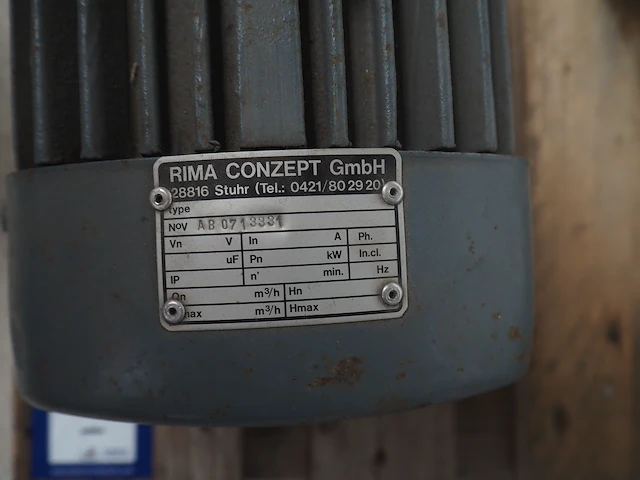 RIMA CONZEPT GmbH
28816 Stuhr (Tel.: 0421/80 29 20)
Type
Nov AB 0713331
Vn V In A Ph.
uF Pn kW In.cl.
IP n' min. Hz
Qn m³/h Hn
max m³/h Hmax